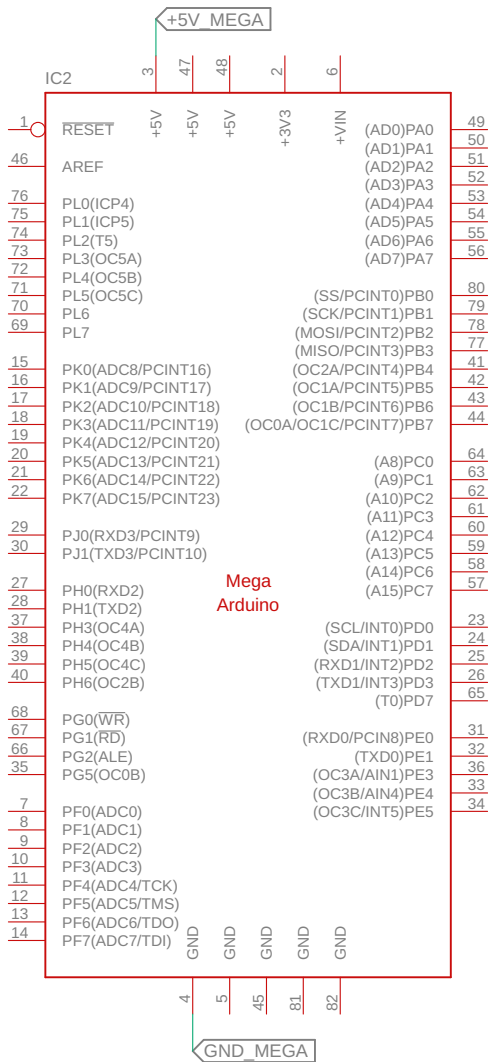 +5V_MEGA
IC2
3 47 48 2 6
+5V +5V +5V +3V3 +VIN
1 RESET
46 AREF
76 PL0(ICP4)
75 PL1(ICP5)
74 PL2(T5)
73 PL3(OC5A)
72 PL4(OC5B)
71 PL5(OC5C)
70 PL6
69 PL7
15 PK0(ADC8/PCINT16)
16 PK1(ADC9/PCINT17)
17 PK2(ADC10/PCINT18)
18 PK3(ADC11/PCINT19)
19 PK4(ADC12/PCINT20)
20 PK5(ADC13/PCINT21)
21 PK6(ADC14/PCINT22)
22 PK7(ADC15/PCINT23)
29 PJ0(RXD3/PCINT9)
30 PJ1(TXD3/PCINT10)
27 PH0(RXD2)
28 PH1(TXD2)
37 PH3(OC4A)
38 PH4(OC4B)
39 PH5(OC4C)
40 PH6(OC2B)
68 PG0(WR)
67 PG1(RD)
66 PG2(ALE)
35 PG5(OC0B)
7 PF0(ADC0)
8 PF1(ADC1)
9 PF2(ADC2)
10 PF3(ADC3)
11 PF4(ADC4/TCK)
12 PF5(ADC5/TMS)
13 PF6(ADC6/TDO)
14 PF7(ADC7/TDI)
Mega
Arduino
(AD0)PA0 49
(AD1)PA1 50
(AD2)PA2 51
(AD3)PA3 52
(AD4)PA4 53
(AD5)PA5 54
(AD6)PA6 55
(AD7)PA7 56
(SS/PCINT0)PB0 80
(SCK/PCINT1)PB1 79
(MOSI/PCINT2)PB2 78
(MISO/PCINT3)PB3 77
(OC2A/PCINT4)PB4 41
(OC1A/PCINT5)PB5 42
(OC1B/PCINT6)PB6 43
(OC0A/OC1C/PCINT7)PB7 44
(A8)PC0 64
(A9)PC1 63
(A10)PC2 62
(A11)PC3 61
(A12)PC4 60
(A13)PC5 59
(A14)PC6 58
(A15)PC7 57
(SCL/INT0)PD0 23
(SDA/INT1)PD1 24
(RXD1/INT2)PD2 25
(TXD1/INT3)PD3 26
(T0)PD7 65
(RXD0/PCIN8)PE0 31
(TXD0)PE1 32
(OC3A/AIN1)PE3 36
(OC3B/AIN4)PE4 33
(OC3C/INT5)PE5 34
GND GND GND GND GND
4 5 45 81 82
GND_MEGA